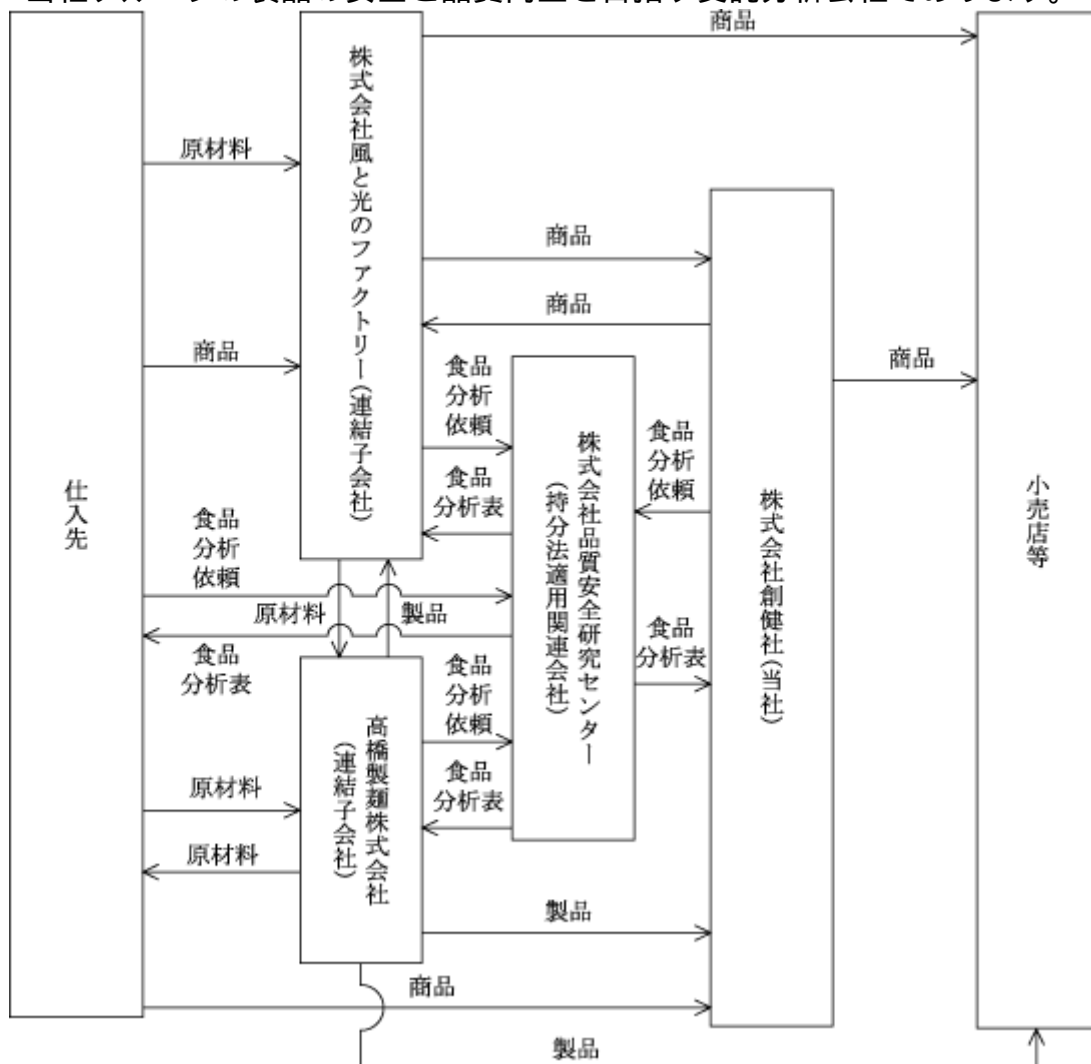 当社グループの製品の安全と品質向上を目指す受託分析会社であります。
商品
株式会社風と光のファクトリー(連結子会社)
原材料
商品
商品
商品
商品
食品
分析
依頼
食品
分析表
食品
分析
依頼
株式会社品質安全研究センター
(持分法適用関連会社)
仕入先
株式会社創健社(当社)
小売店等
食品
分析
依頼
原材料
製品
食品
分析表
食品
分析表
食品
分析
依頼
高橋製麺株式会社
(連結子会社)
食品
分析表
原材料
原材料
製品
商品
製品